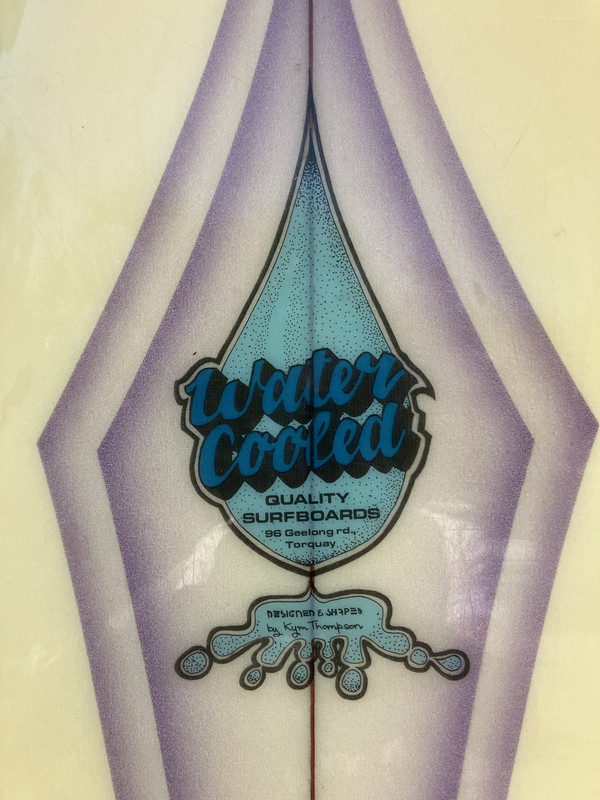 Water
Cooled
QUALITY
SURFBOARDS
96 Geelong rd.,
Torquay
DESIGNED & SHAPED
by Kym Thompson